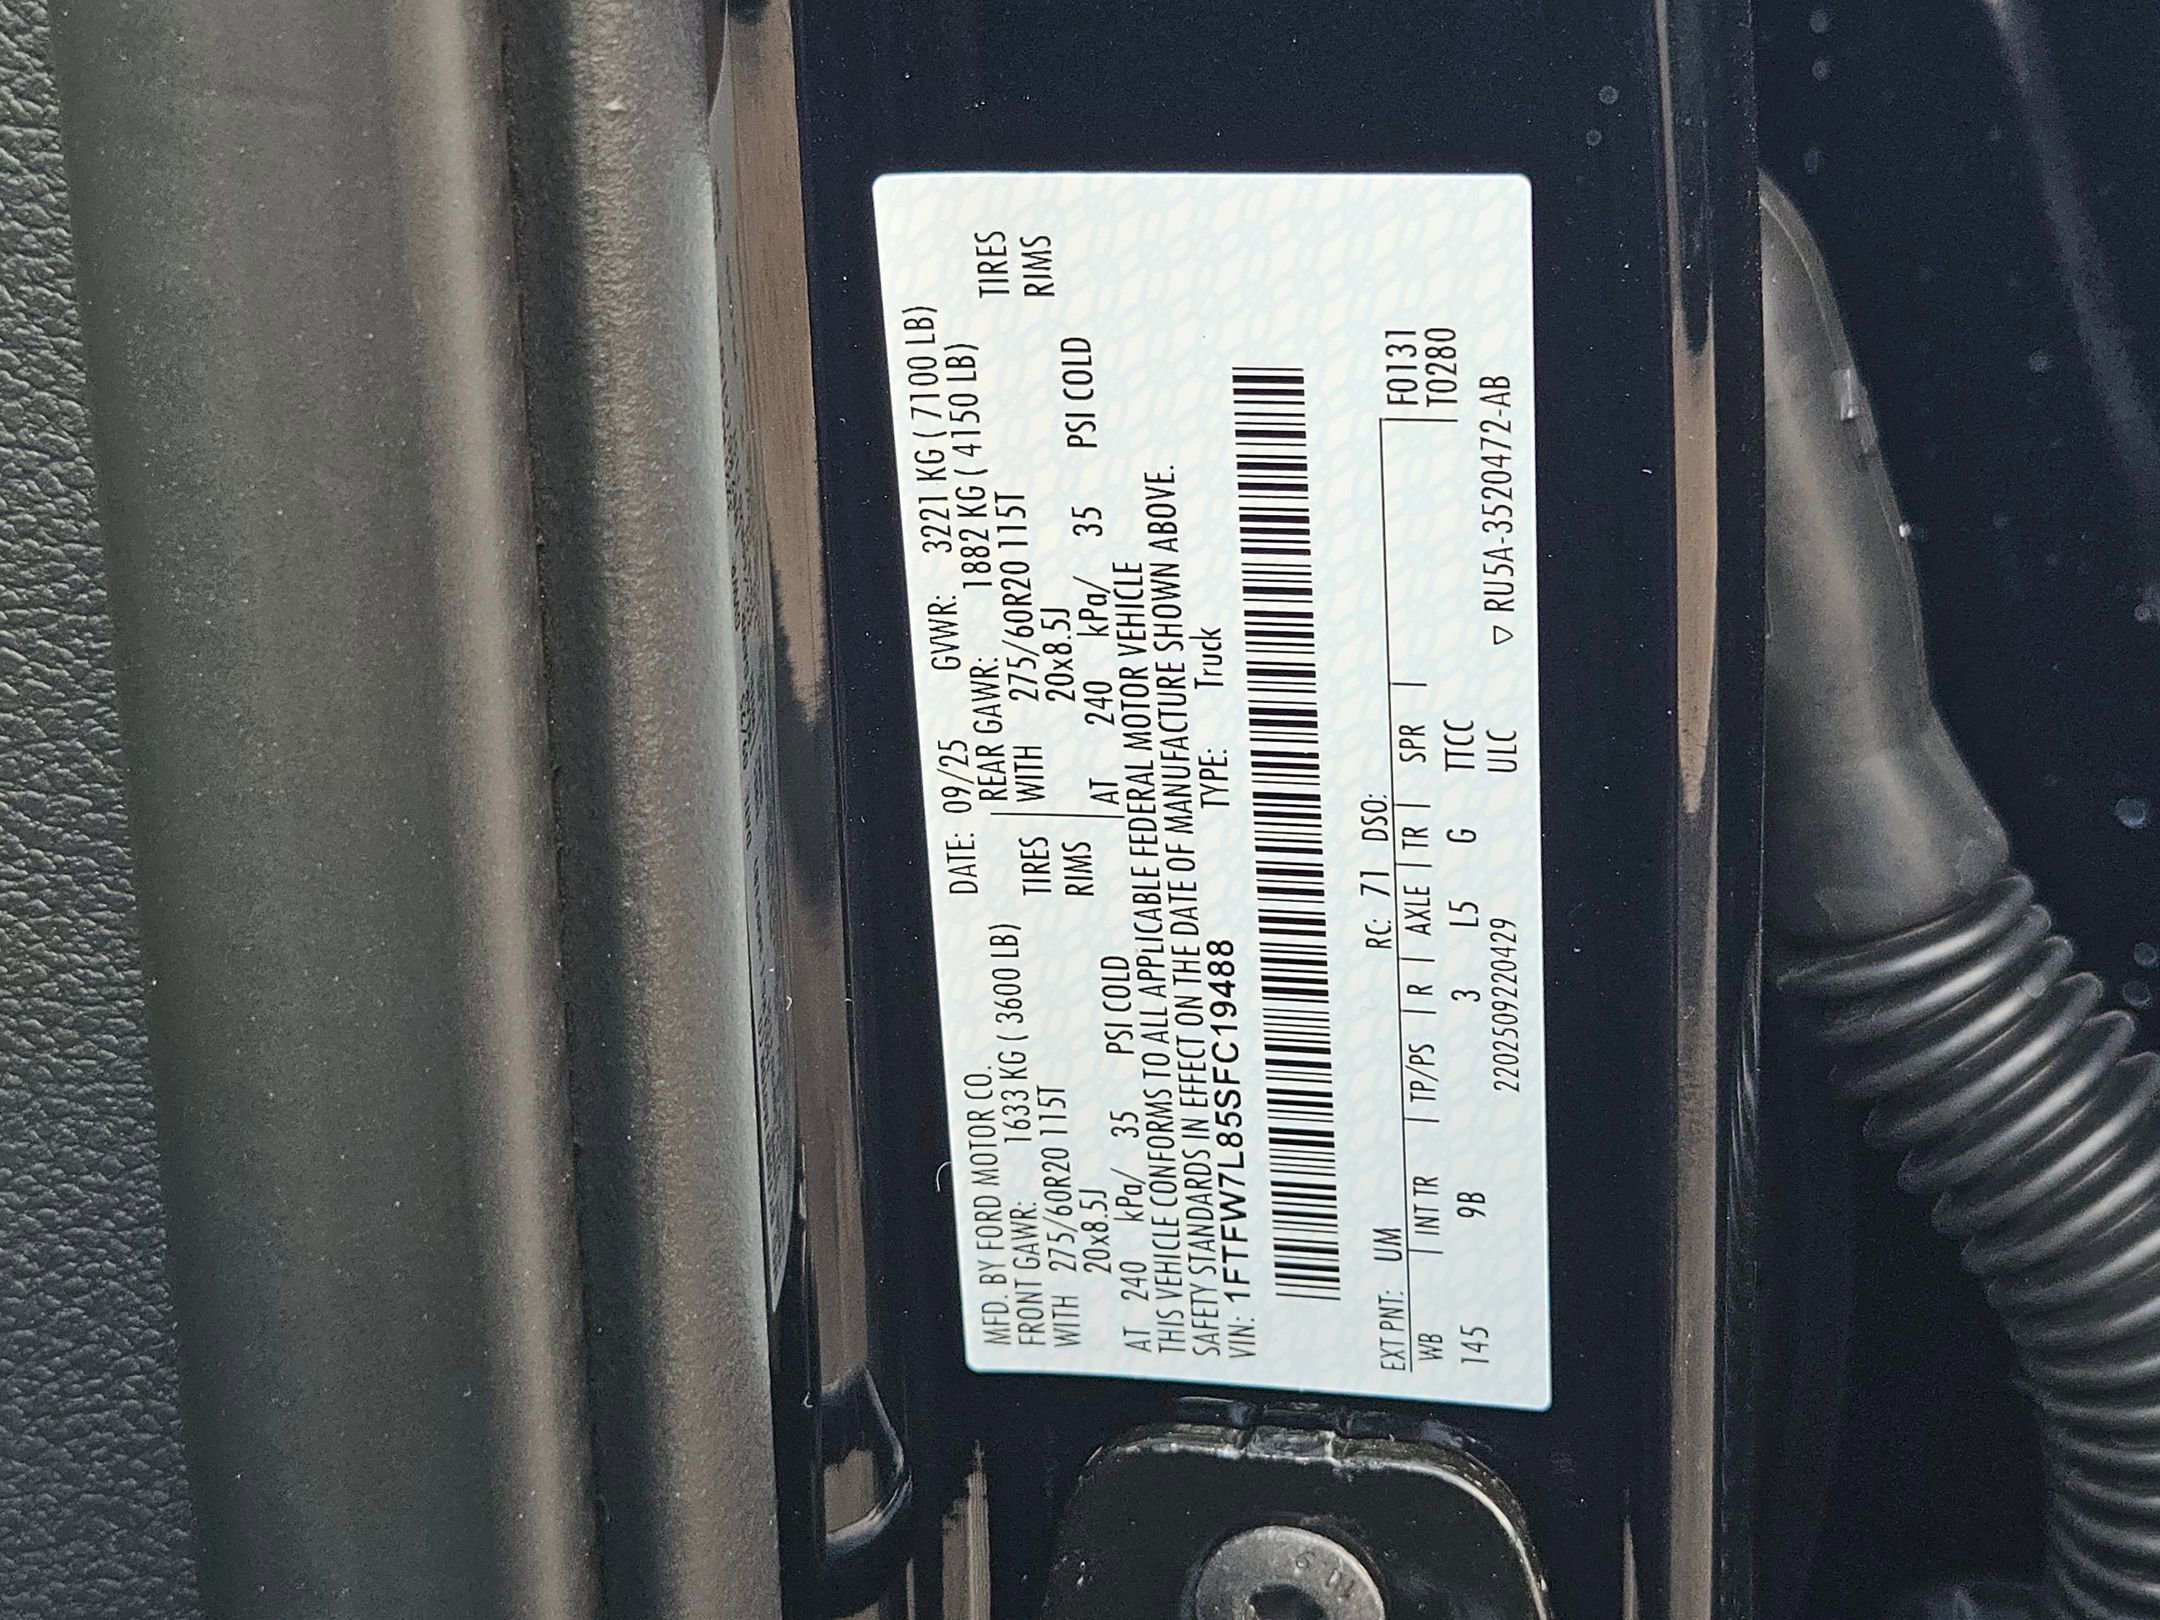 MFD. BY FORD MOTOR CO. DATE: 09/25 GVWR: 3221 KG ( 7100 LB)
FRONT GAWR: 1633 KG ( 3600 LB) REAR GAWR: 1882 KG ( 4150 LB)
WITH 275/60R20 115T TIRES WITH 275/60R20 115T TIRES
20x8.5J RIMS 20x8.5J RIMS
AT 240 kPa/ 35 PSI COLD AT 240 kPa/ 35 PSI COLD
THIS VEHICLE CONFORMS TO ALL APPLICABLE FEDERAL MOTOR VEHICLE
SAFETY STANDARDS IN EFFECT ON THE DATE OF MANUFACTURE SHOWN ABOVE.
VIN: 1FTFW7L85SFC19488 TYPE: Truck
EXT PNT: UM RC: 71 DSO:
WB INT TR TP/PS R AXLE TR SPR F0131
145 9B 3 L5 G TTCC T0280
ULC
2202509220429 ▽ RU5A-3520472-AB